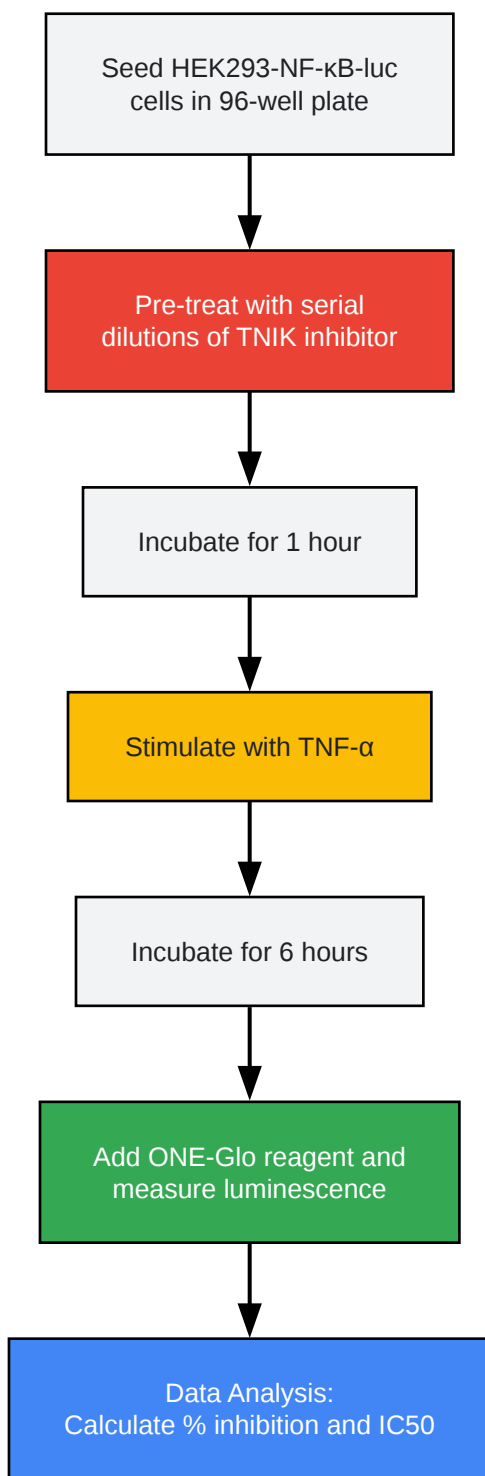 Seed HEK293-NF-κB-luc
cells in 96-well plate
Pre-treat with serial
dilutions of TNIK inhibitor
Incubate for 1 hour
Stimulate with TNF-α
Incubate for 6 hours
Add ONE-Glo reagent and
measure luminescence
Data Analysis:
Calculate % inhibition and IC50